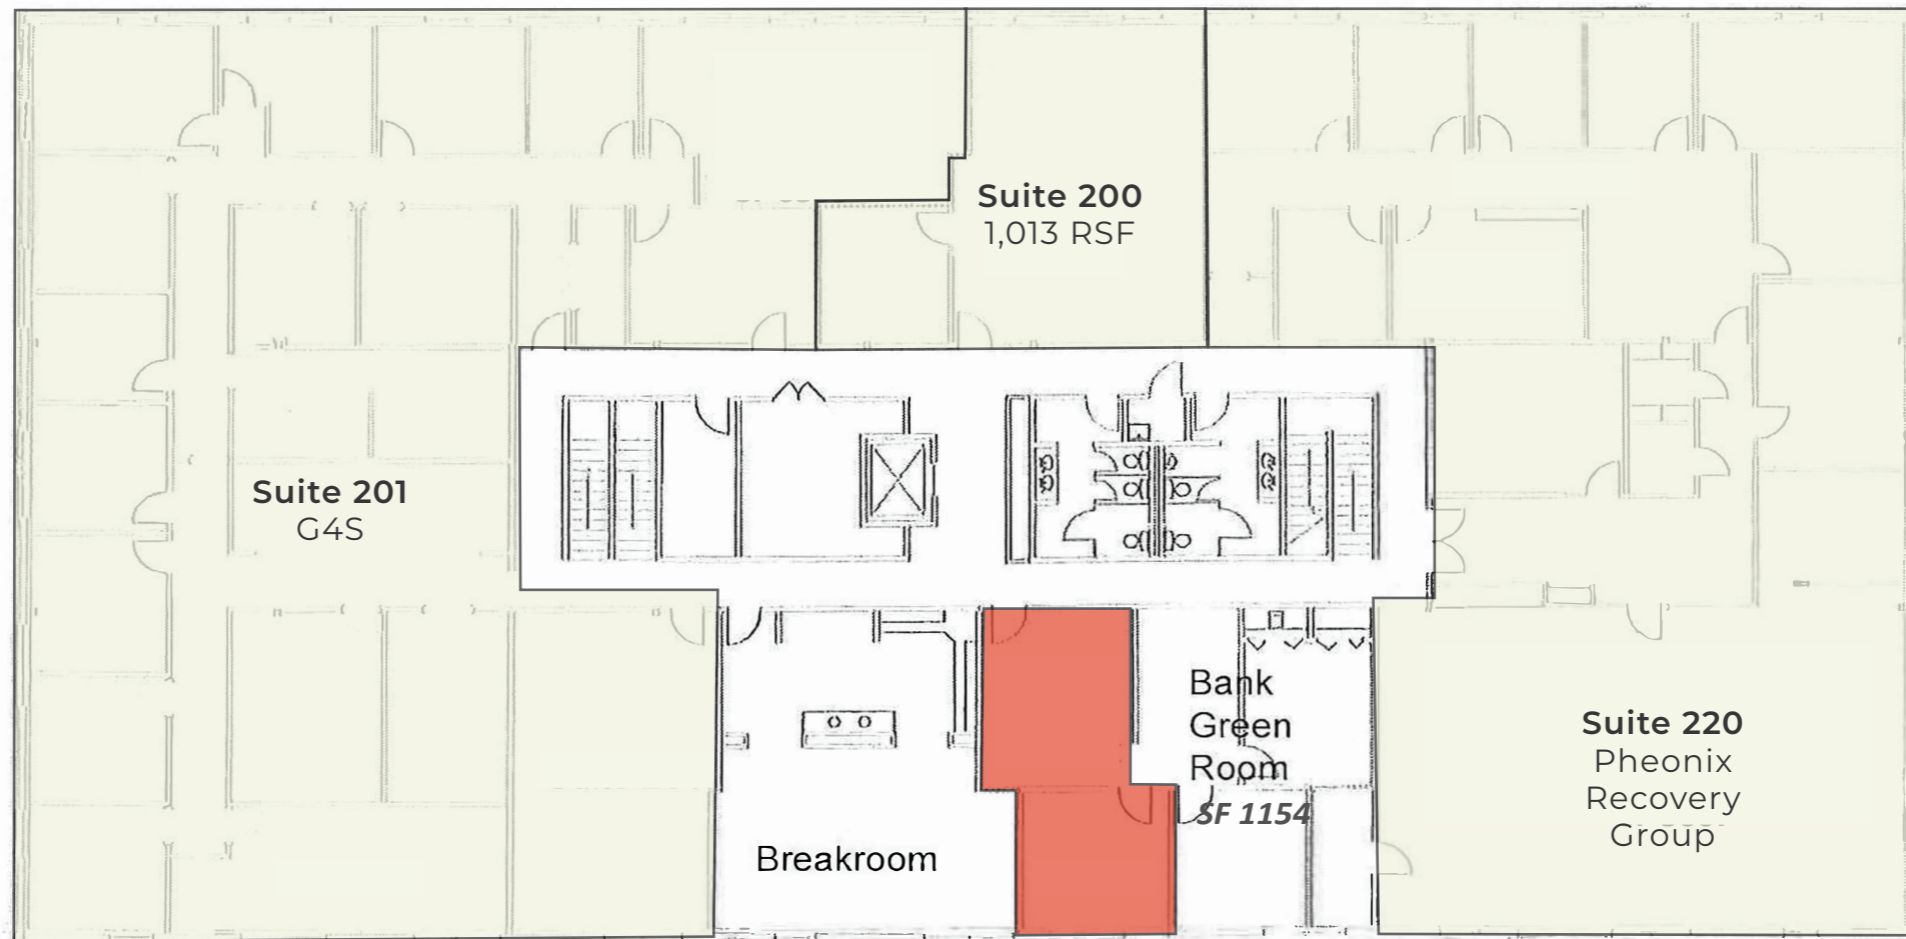 Suite 200
1,013 RSF
Suite 201
G4S
Bank
Green
Room
SF 1154
Breakroom
Suite 220
Pheonix
Recovery
Group